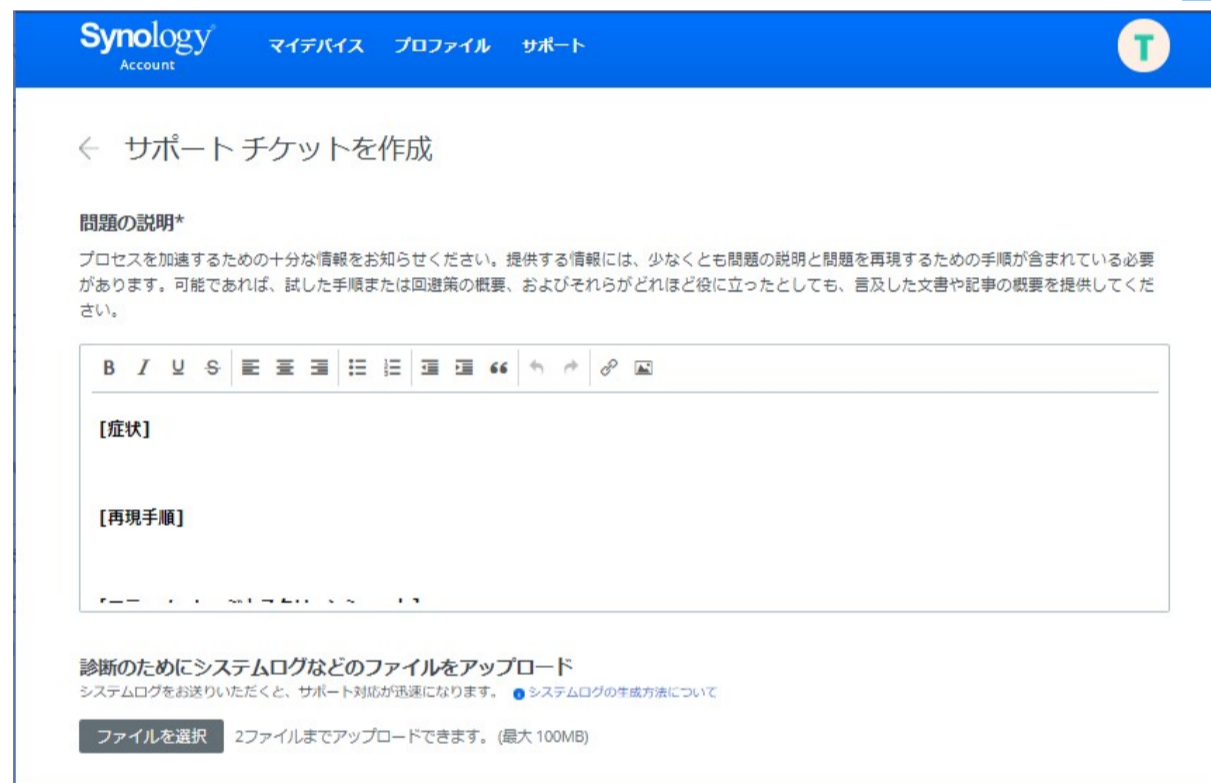 Synology
Account
マイデバイス プロファイル サポート
T
← サポート チケットを作成
問題の説明*
プロセスを加速するための十分な情報をお知らせください。提供する情報には、少なくとも問題の説明と問題を再現するための手順が含まれている必要
があります。可能であれば、試した手順または回避策の概要、およびそれらがどれほど役に立ったとしても、言及した文書や記事の概要を提供してくだ
さい。
B I U S
[症状]
[再現手順]
診断のためにシステムログなどのファイルをアップロード
システムログをお送りいただくと、サポート対応が迅速になります。 システムログの生成方法について
ファイルを選択 2ファイルまでアップロードできます。(最大 100MB)